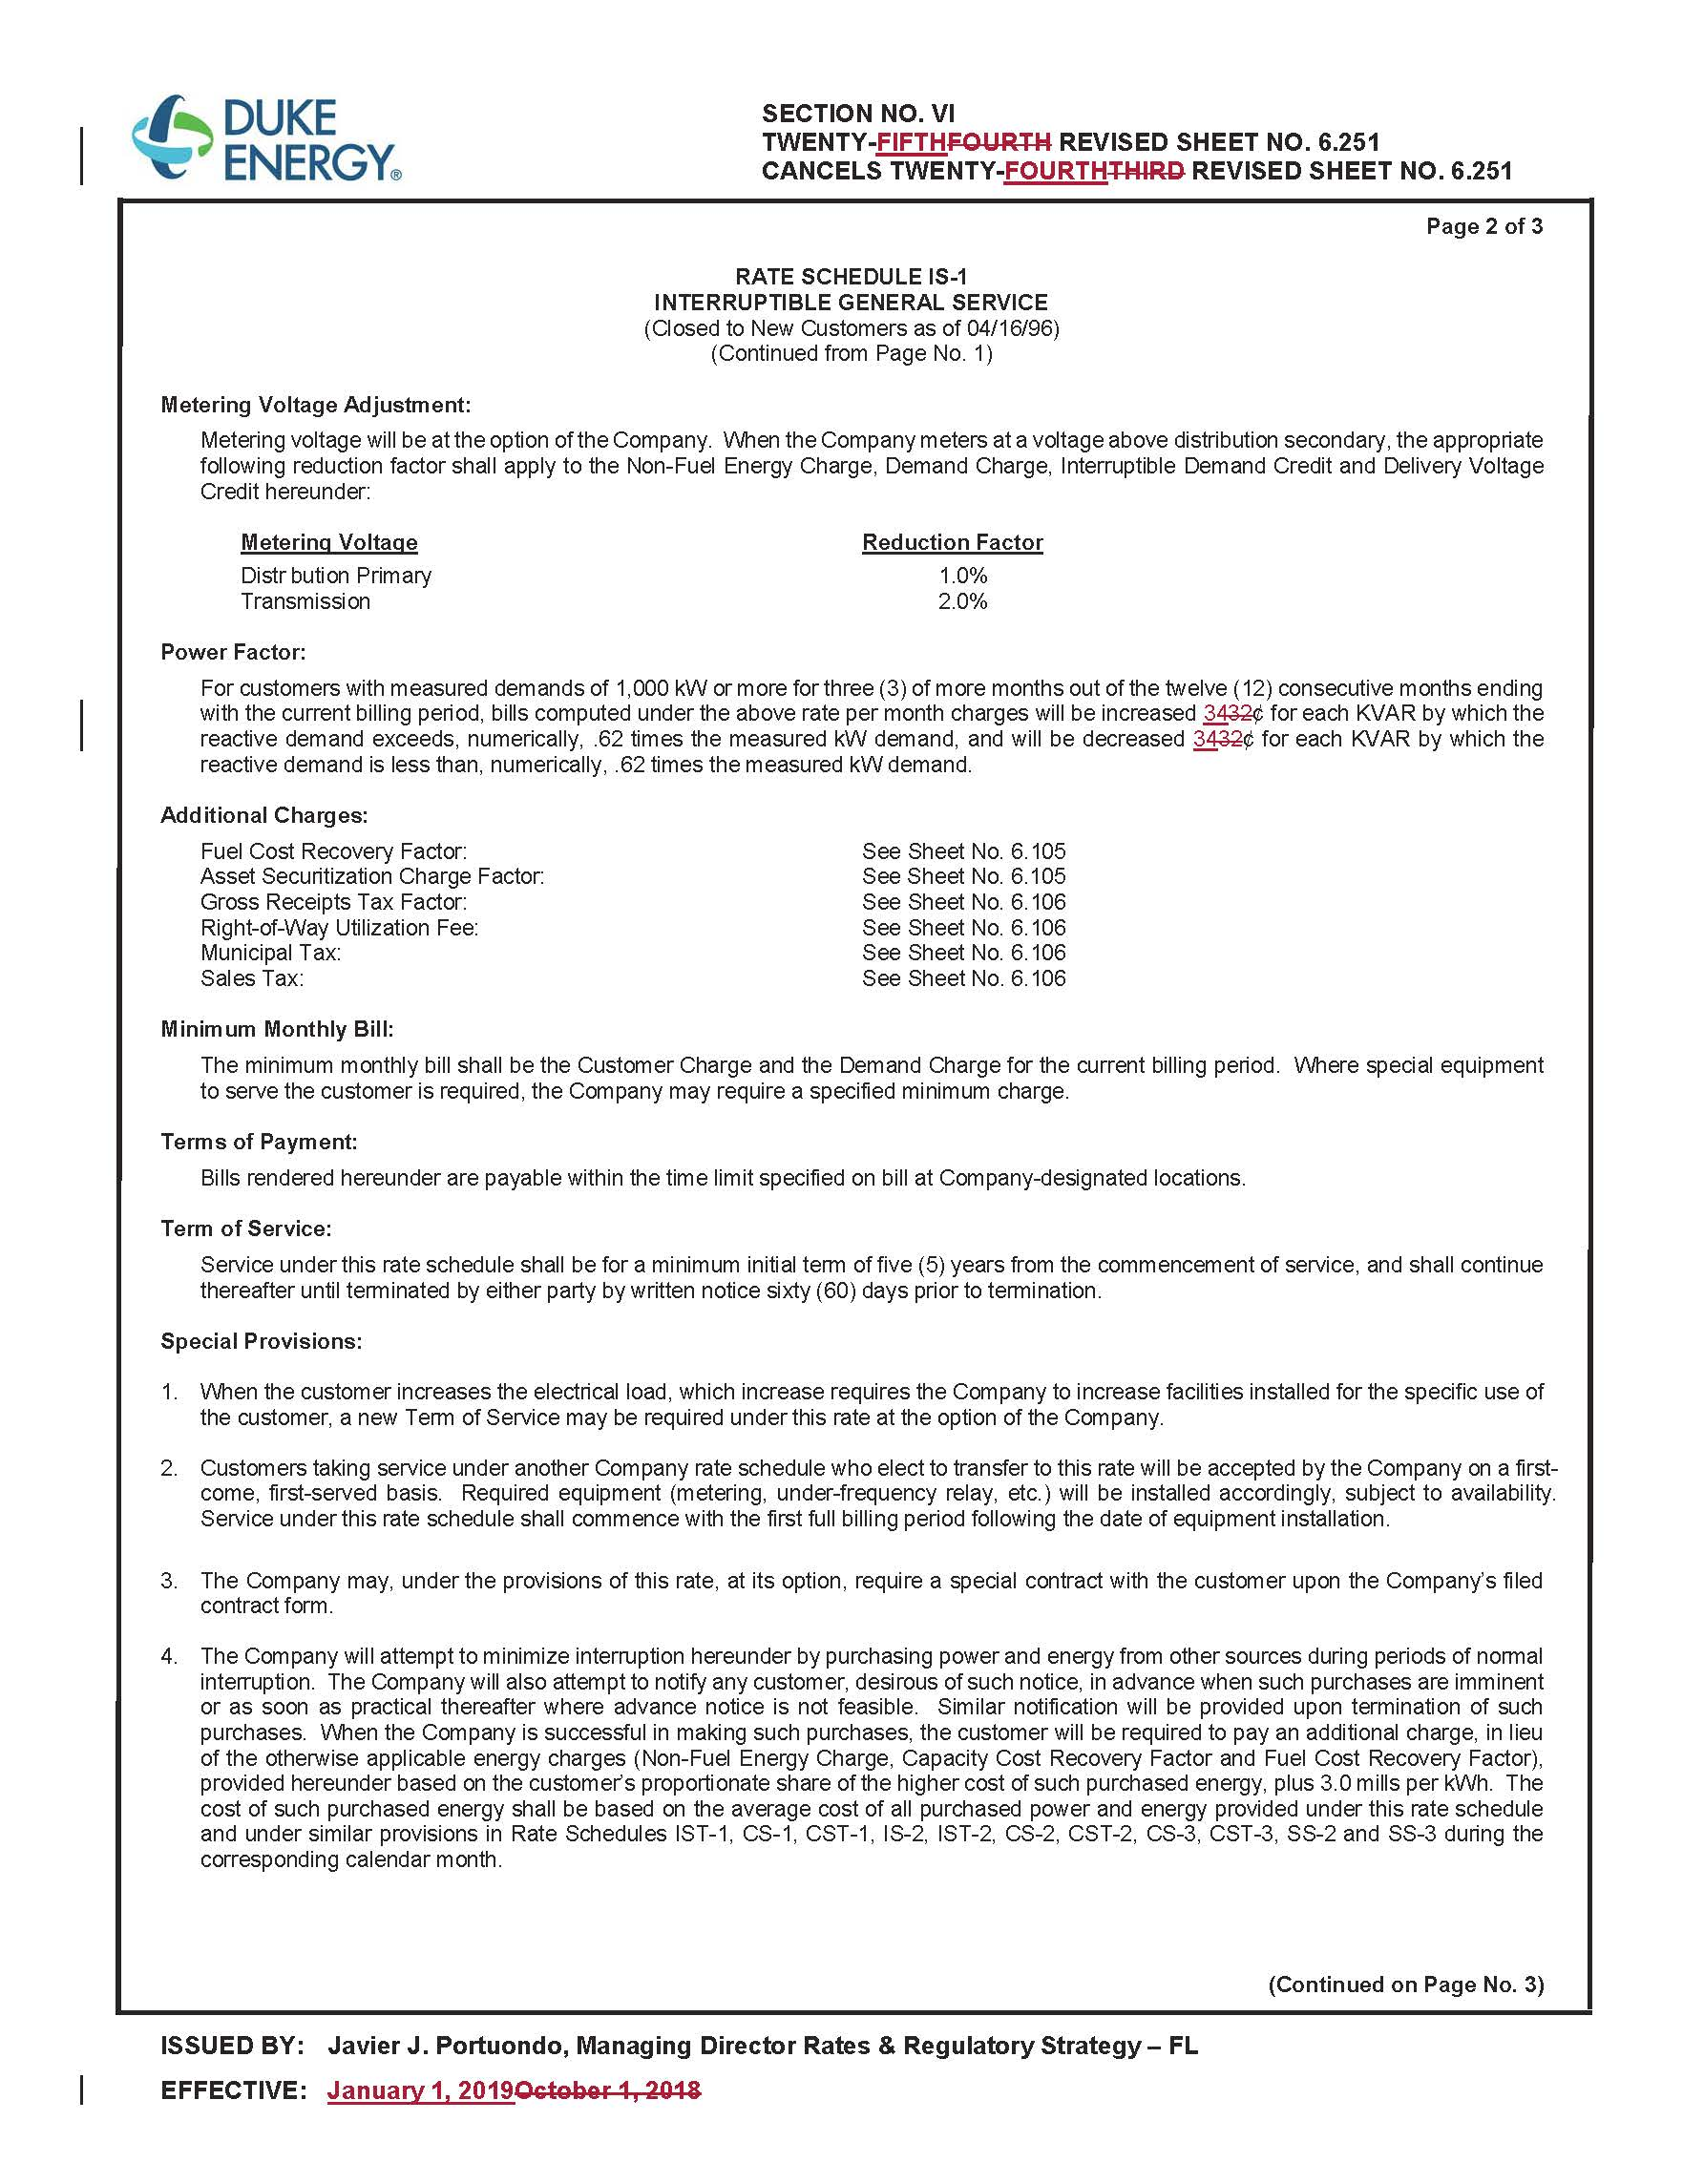 DUKE
ENERGY®
SECTION NO. VI
TWENTY-FIFTHFOURTH REVISED SHEET NO. 6.251
CANCELS TWENTY-FOURTHTHIRD REVISED SHEET NO. 6.251
Page 2 of 3
RATE SCHEDULE IS-1
INTERRUPTIBLE GENERAL SERVICE
(Closed to New Customers as of 04/16/96)
(Continued from Page No. 1)
Metering Voltage Adjustment:
Metering voltage will be at the option of the Company. When the Company meters at a voltage above distribution secondary, the appropriate
following reduction factor shall apply to the Non-Fuel Energy Charge, Demand Charge, Interruptible Demand Credit and Delivery Voltage
Credit hereunder:
Metering Voltage Reduction Factor
Distr bution Primary 1.0%
Transmission 2.0%
Power Factor:
For customers with measured demands of 1,000 kW or more for three (3) of more months out of the twelve (12) consecutive months ending
with the current billing period, bills computed under the above rate per month charges will be increased 3432¢ for each KVAR by which the
reactive demand exceeds, numerically, .62 times the measured kW demand, and will be decreased 3432¢ for each KVAR by which the
reactive demand is less than, numerically, .62 times the measured kW demand.
Additional Charges:
Fuel Cost Recovery Factor: See Sheet No. 6.105
Asset Securitization Charge Factor: See Sheet No. 6.105
Gross Receipts Tax Factor: See Sheet No. 6.106
Right-of-Way Utilization Fee: See Sheet No. 6.106
Municipal Tax: See Sheet No. 6.106
Sales Tax: See Sheet No. 6.106
Minimum Monthly Bill:
The minimum monthly bill shall be the Customer Charge and the Demand Charge for the current billing period. Where special equipment
to serve the customer is required, the Company may require a specified minimum charge.
Terms of Payment:
Bills rendered hereunder are payable within the time limit specified on bill at Company-designated locations.
Term of Service:
Service under this rate schedule shall be for a minimum initial term of five (5) years from the commencement of service, and shall continue
thereafter until terminated by either party by written notice sixty (60) days prior to termination.
Special Provisions:
1. When the customer increases the electrical load, which increase requires the Company to increase facilities installed for the specific use of
the customer, a new Term of Service may be required under this rate at the option of the Company.
2. Customers taking service under another Company rate schedule who elect to transfer to this rate will be accepted by the Company on a first-
come, first-served basis. Required equipment (metering, under-frequency relay, etc.) will be installed accordingly, subject to availability.
Service under this rate schedule shall commence with the first full billing period following the date of equipment installation.
3. The Company may, under the provisions of this rate, at its option, require a special contract with the customer upon the Company's filed
contract form.
4. The Company will attempt to minimize interruption hereunder by purchasing power and energy from other sources during periods of normal
interruption. The Company will also attempt to notify any customer, desirous of such notice, in advance when such purchases are imminent
or as soon as practical thereafter where advance notice is not feasible. Similar notification will be provided upon termination of such
purchases. When the Company is successful in making such purchases, the customer will be required to pay an additional charge, in lieu
of the otherwise applicable energy charges (Non-Fuel Energy Charge, Capacity Cost Recovery Factor and Fuel Cost Recovery Factor),
provided hereunder based on the customer's proportionate share of the higher cost of such purchased energy, plus 3.0 mills per kWh. The
cost of such purchased energy shall be based on the average cost of all purchased power and energy provided under this rate schedule
and under similar provisions in Rate Schedules IST-1, CS-1, CST-1, IS-2, IST-2, CS-2, CST-2, CS-3, CST-3, SS-2 and SS-3 during the
corresponding calendar month.
(Continued on Page No. 3)
ISSUED BY: Javier J. Portuondo, Managing Director Rates & Regulatory Strategy – FL
EFFECTIVE: January 1, 2019October 1, 2018